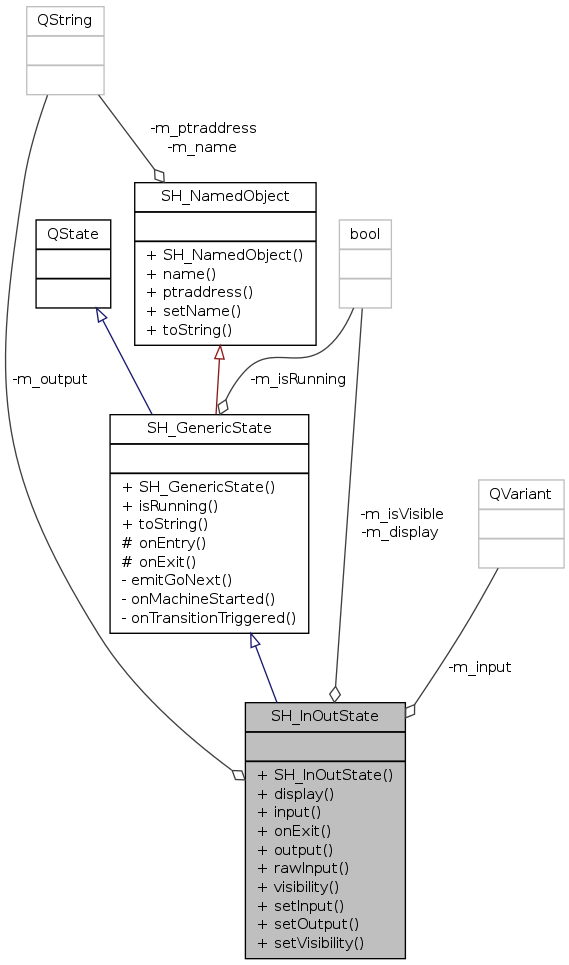 QString
-m_ptraddress
-m_name
SH_NamedObject
+ SH_NamedObject()
+ name()
+ ptraddress()
+ setName()
+ toString()
QState
bool
-m_output
-m_isRunning
SH_GenericState
+ SH_GenericState()
+ isRunning()
+ toString()
# onEntry()
# onExit()
- emitGoNext()
- onMachineStarted()
- onTransitionTriggered()
-m_isVisible
-m_display
QVariant
-m_input
SH_InOutState
+ SH_InOutState()
+ display()
+ input()
+ onExit()
+ output()
+ rawInput()
+ visibility()
+ setInput()
+ setOutput()
+ setVisibility()